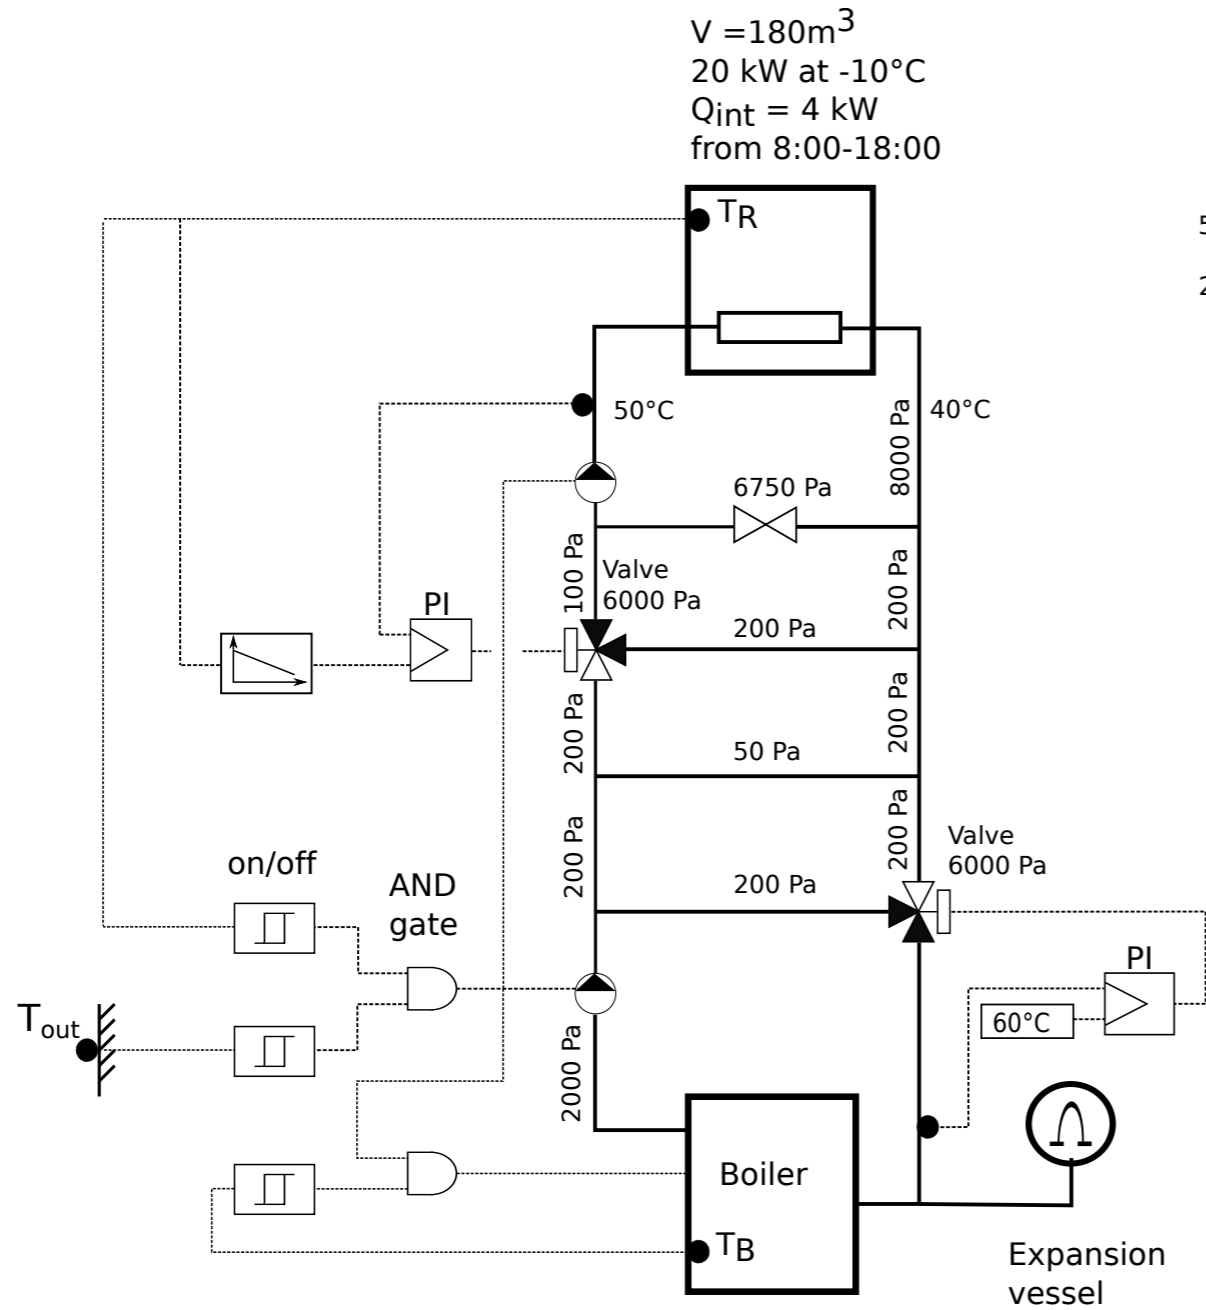 V =180m³
20 kW at -10°C
Qint = 4 kW
from 8:00-18:00
TR
50°C
40°C
8000 Pa
6750 Pa
100 Pa
Valve
6000 Pa
200 Pa
200 Pa
PI
200 Pa
200 Pa
50 Pa
200 Pa
200 Pa
Valve
6000 Pa
200 Pa
on/off
AND
gate
Tout
2000 Pa
PI
60°C
Boiler
TB
Expansion
vessel